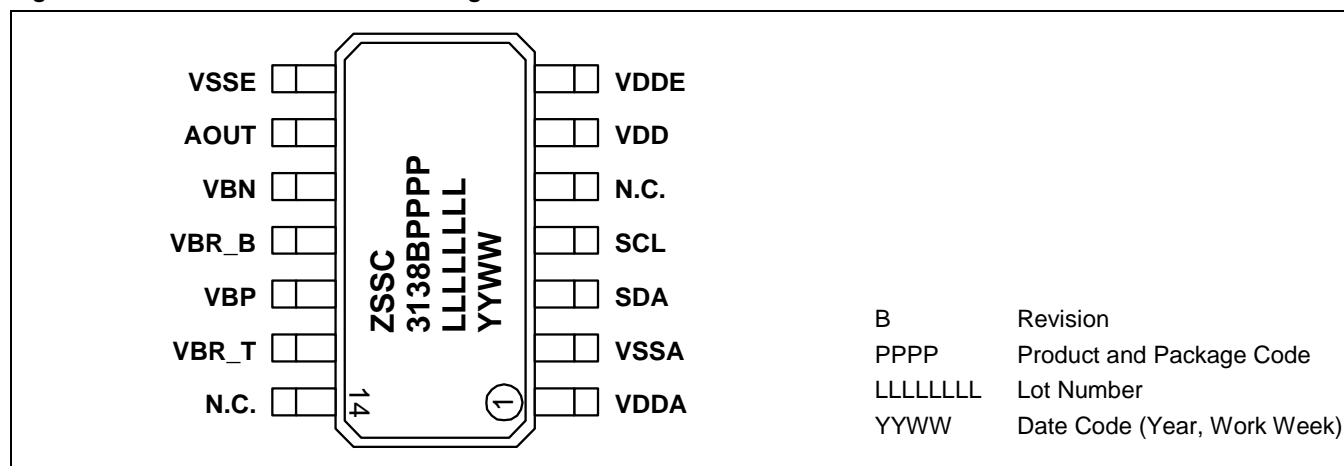 VSSE VDDE
AOUT VDD
VBN N.C.
VBR_B SCL
VBP SDA
VBR_T VSSA
N.C. VDDA
ZSSC
3138BPPPP
LLLLLLLL
YYWW
14 1
B Revision
PPPP Product and Package Code
LLLLLLLL Lot Number
YYWW Date Code (Year, Work Week)